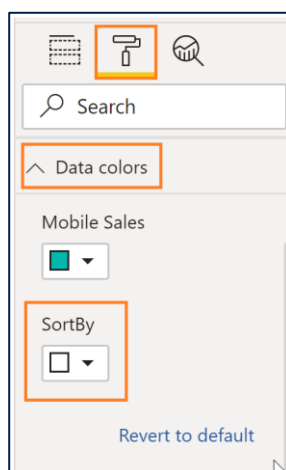 Search
Data colors
Mobile Sales
SortBy
Revert to default